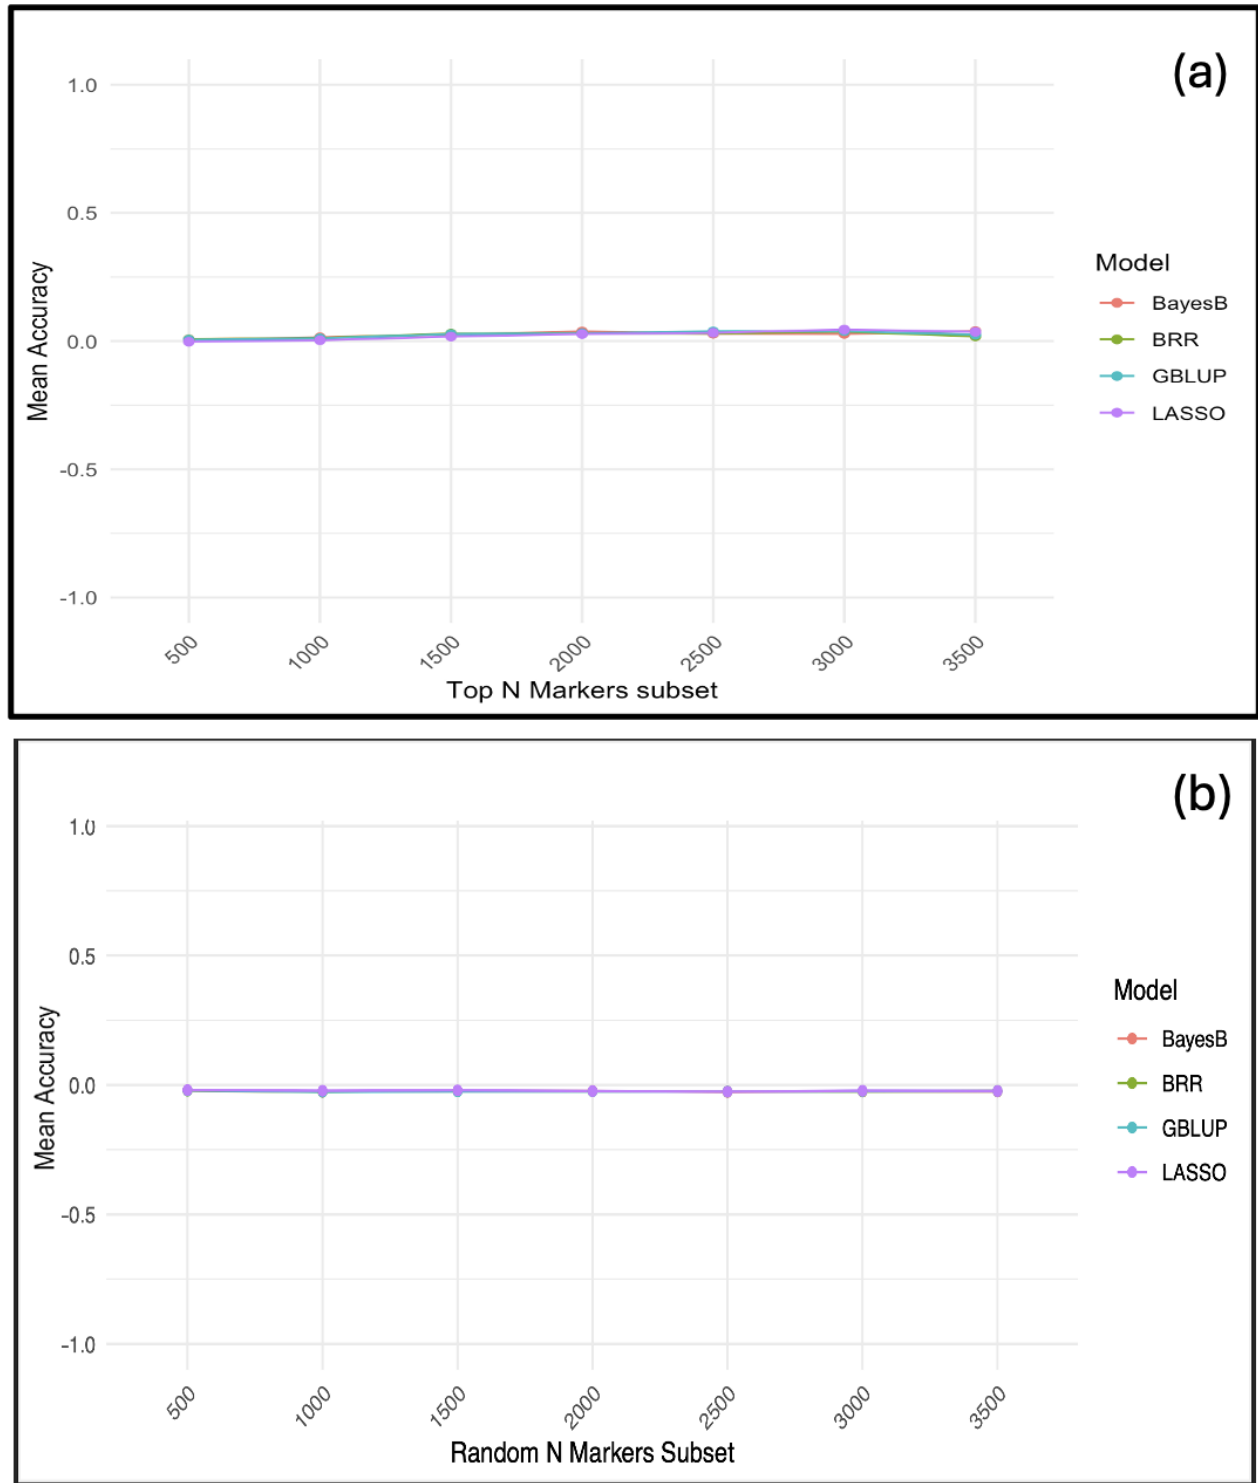 (a)
1.0
0.5
0.0
-0.5
-1.0
Mean Accuracy
500 1000 1500 2000 2500 3000 3500
Top N Markers subset
Model
BayesB
BRR
GBLUP
LASSO
(b)
1.0
0.5
0.0
-0.5
-1.0
Mean Accuracy
500 1000 1500 2000 2500 3000 3500
Random N Markers Subset
Model
BayesB
BRR
GBLUP
LASSO